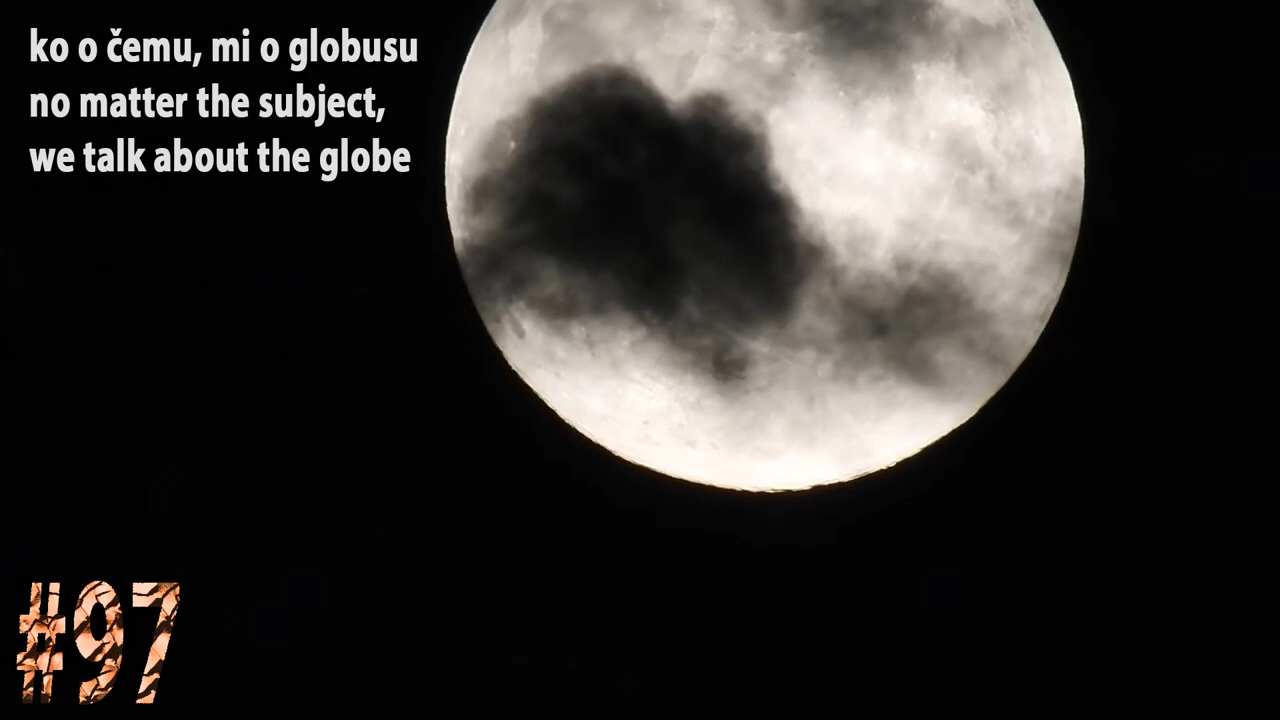 ko o čemu, mi o globusu
no matter the subject,
we talk about the globe
#97